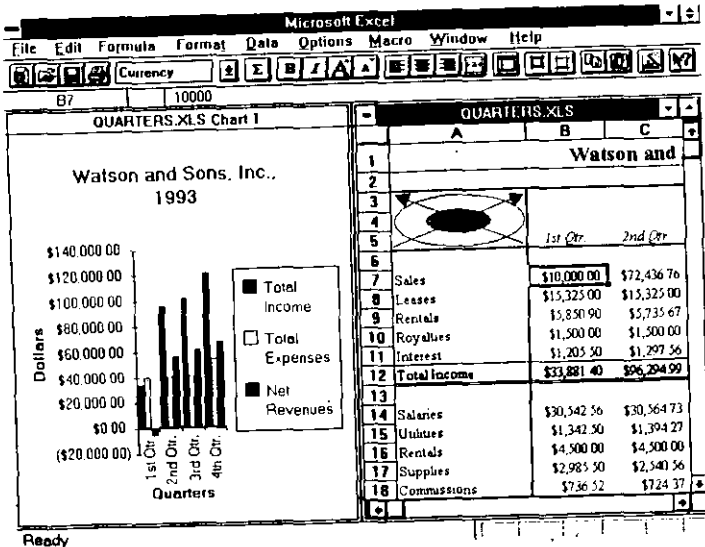 Microsoft Excel
File Edit Formula Format Data Options Macro Window Help
Currency Σ B I A A
B7 10000
QUARTERS.XLS Chart 1
Watson and Sons, Inc.,
1993
$140,000.00
$120,000.00
$100,000.00
$80,000.00
$60,000.00
$40,000.00
$20,000.00
$0.00
($20,000.00)
Dollars
1st Qtr.
2nd Qtr.
3rd Qtr.
4th Qtr.
Quarters
Total
Income
Total
Expenses
Net
Revenues
QUARTERS.XLS
A B C
1 Watson and
2
3
4
5 1st Qtr. 2nd Qtr
6
7 Sales $10,000.00 $72,436.76
8 Leases $15,325.00 $15,325.00
9 Rentals $5,850.90 $5,735.67
10 Royalties $1,500.00 $1,500.00
11 Interest $1,205.50 $1,297.56
12 Total Income $33,881.40 $96,294.99
13
14 Salaries $30,542.56 $30,564.73
15 Utilities $1,342.50 $1,394.27
16 Rentals $4,500.00 $4,500.00
17 Supplies $2,985.50 $2,540.56
18 Commissions $736.52 $724.37
Ready